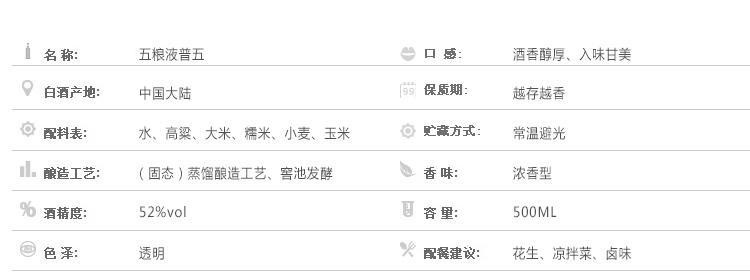 名 称: 五粮液普五 口 感: 酒香醇厚、入味甘美
白酒产地: 中国大陆 保质期: 越存越香
配料表: 水、高粱、大米、糯米、小麦、玉米 贮藏方式: 常温避光
酿造工艺: ( 固态 ) 蒸馏酿造工艺、窖池发酵 香 味: 浓香型
酒精度: 52%vol 容 量: 500ML
色 泽: 透明 配餐建议: 花生、凉拌菜、卤味